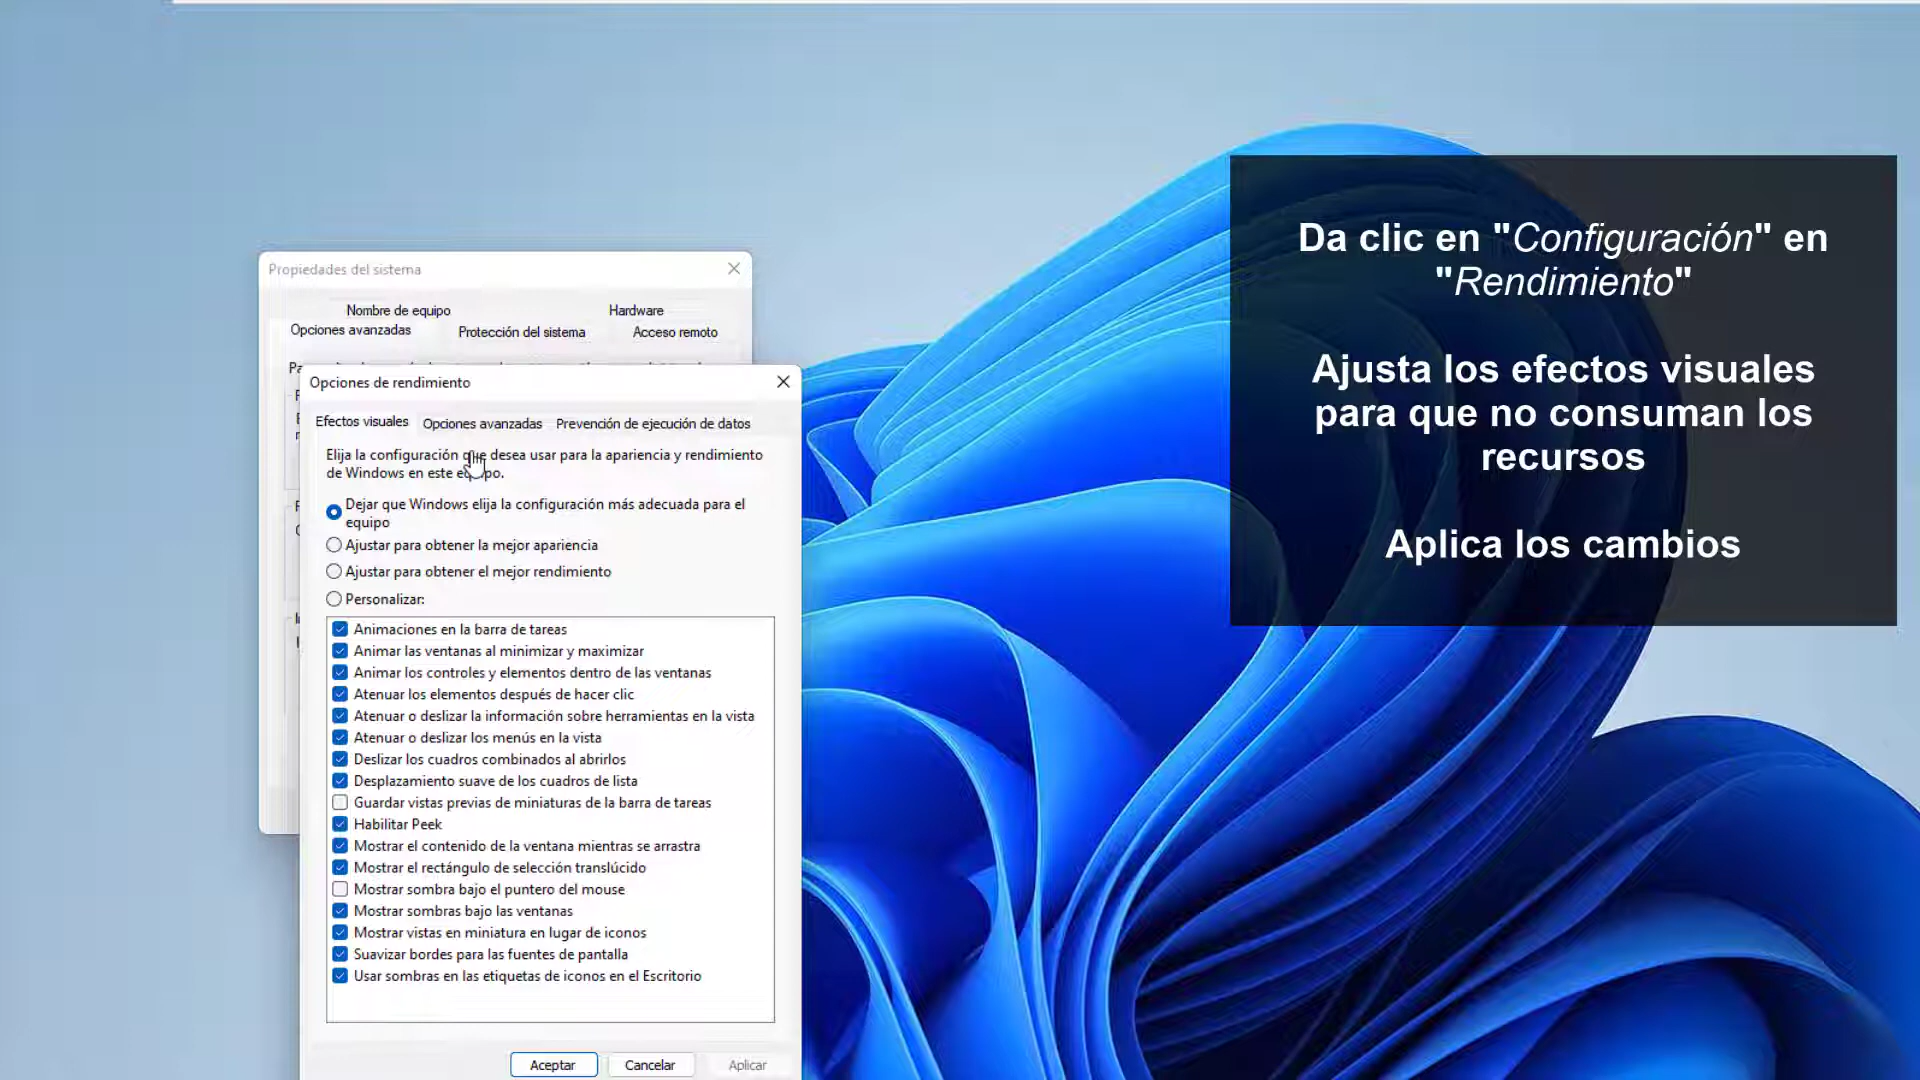 Propiedades del sistema
Nombre de equipo
Hardware
Opciones avanzadas
Protección del sistema
Acceso remoto
Opciones de rendimiento
Efectos visuales
Opciones avanzadas
Prevención de ejecución de datos
Elija la configuración que desea usar para la apariencia y rendimiento
de Windows en este equipo.
Dejar que Windows elija la configuración más adecuada para el
equipo
Ajustar para obtener la mejor apariencia
Ajustar para obtener el mejor rendimiento
Personalizar:
Animaciones en la barra de tareas
Animar las ventanas al minimizar y maximizar
Animar los controles y elementos dentro de las ventanas
Atenuar los elementos después de hacer clic
Atenuar o deslizar la información sobre herramientas en la vista
Atenuar o deslizar los menús en la vista
Deslizar los cuadros combinados al abrirlos
Desplazamiento suave de los cuadros de lista
Guardar vistas previas de miniaturas de la barra de tareas
Habilitar Peek
Mostrar el contenido de la ventana mientras se arrastra
Mostrar el rectángulo de selección translúcido
Mostrar sombra bajo el puntero del mouse
Mostrar sombras bajo las ventanas
Mostrar vistas en miniatura en lugar de iconos
Suavizar bordes para las fuentes de pantalla
Usar sombras en las etiquetas de iconos en el Escritorio
Aceptar
Cancelar
Aplicar
Da clic en "Configuración" en
"Rendimiento"
Ajusta los efectos visuales
para que no consuman los
recursos
Aplica los cambios